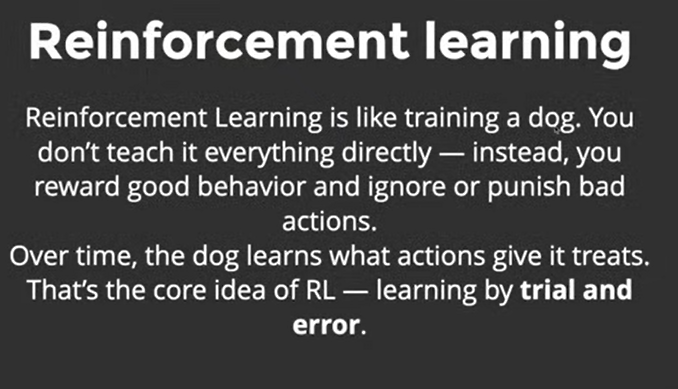 Reinforcement learning
Reinforcement Learning is like training a dog. You
don’t teach it everything directly — instead, you
reward good behavior and ignore or punish bad
actions.
Over time, the dog learns what actions give it treats.
That’s the core idea of RL — learning by trial and
error.